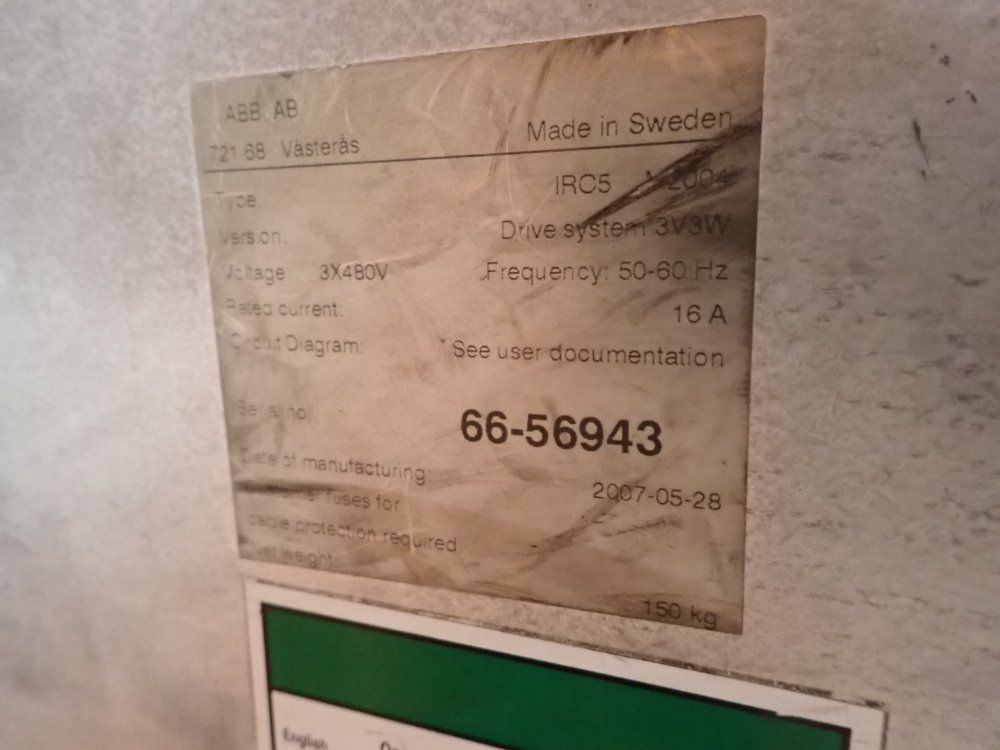 ABB AB
Made in Sweden
721 68 Västerås
Type IRC5 M2004
Version: Drive system 3V3W
Voltage 3X480V Frequency: 50-60 Hz
Rated current: 16 A
Circuit Diagram: See user documentation
Serial no. 66-56943
Date of manufacturing: 2007-05-28
fuses for
cable protection required.
Net weight 150 kg
English